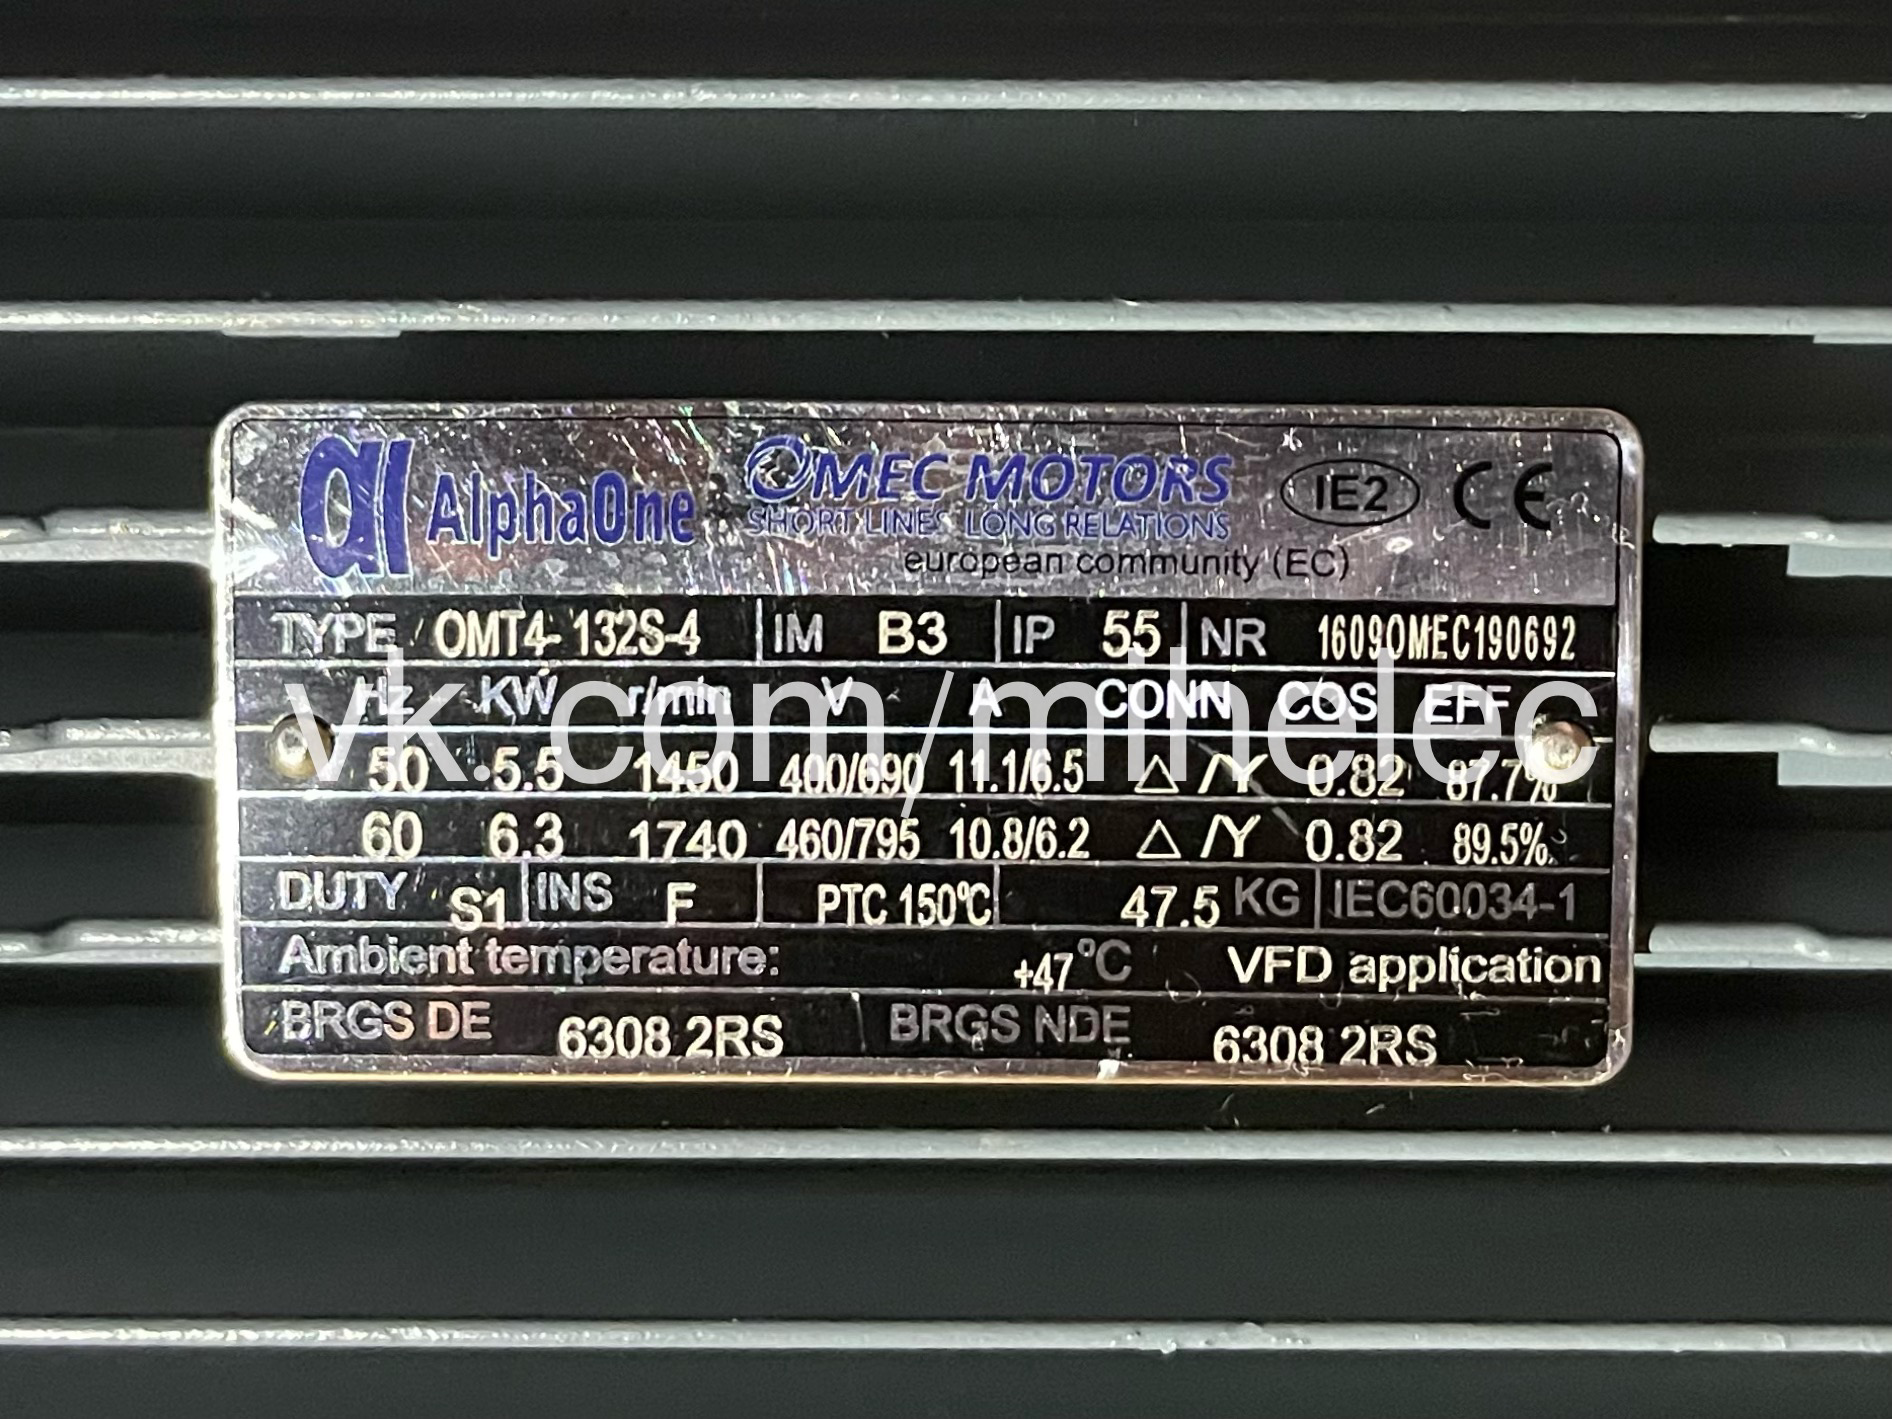 α1 AlphaOne OMEC MOTORS IE2 CE
SHORT LINES LONG RELATIONS
european community (EC)
TYPE OMT4-132S-4 IM B3 IP 55 NR 1609OMEC190692
Hz KW r/min V A CONN COS EFF
vk.com/mihelec
50 5.5 1450 400/690 11.1/6.5 △/Y 0.82 87.7%
60 6.3 1740 460/795 10.8/6.2 △/Y 0.82 89.5%
DUTY S1 INS F PTC 150℃ 47.5 KG IEC60034-1
Ambient temperature: +47 °C VFD application
BRGS DE 6308 2RS BRGS NDE 6308 2RS